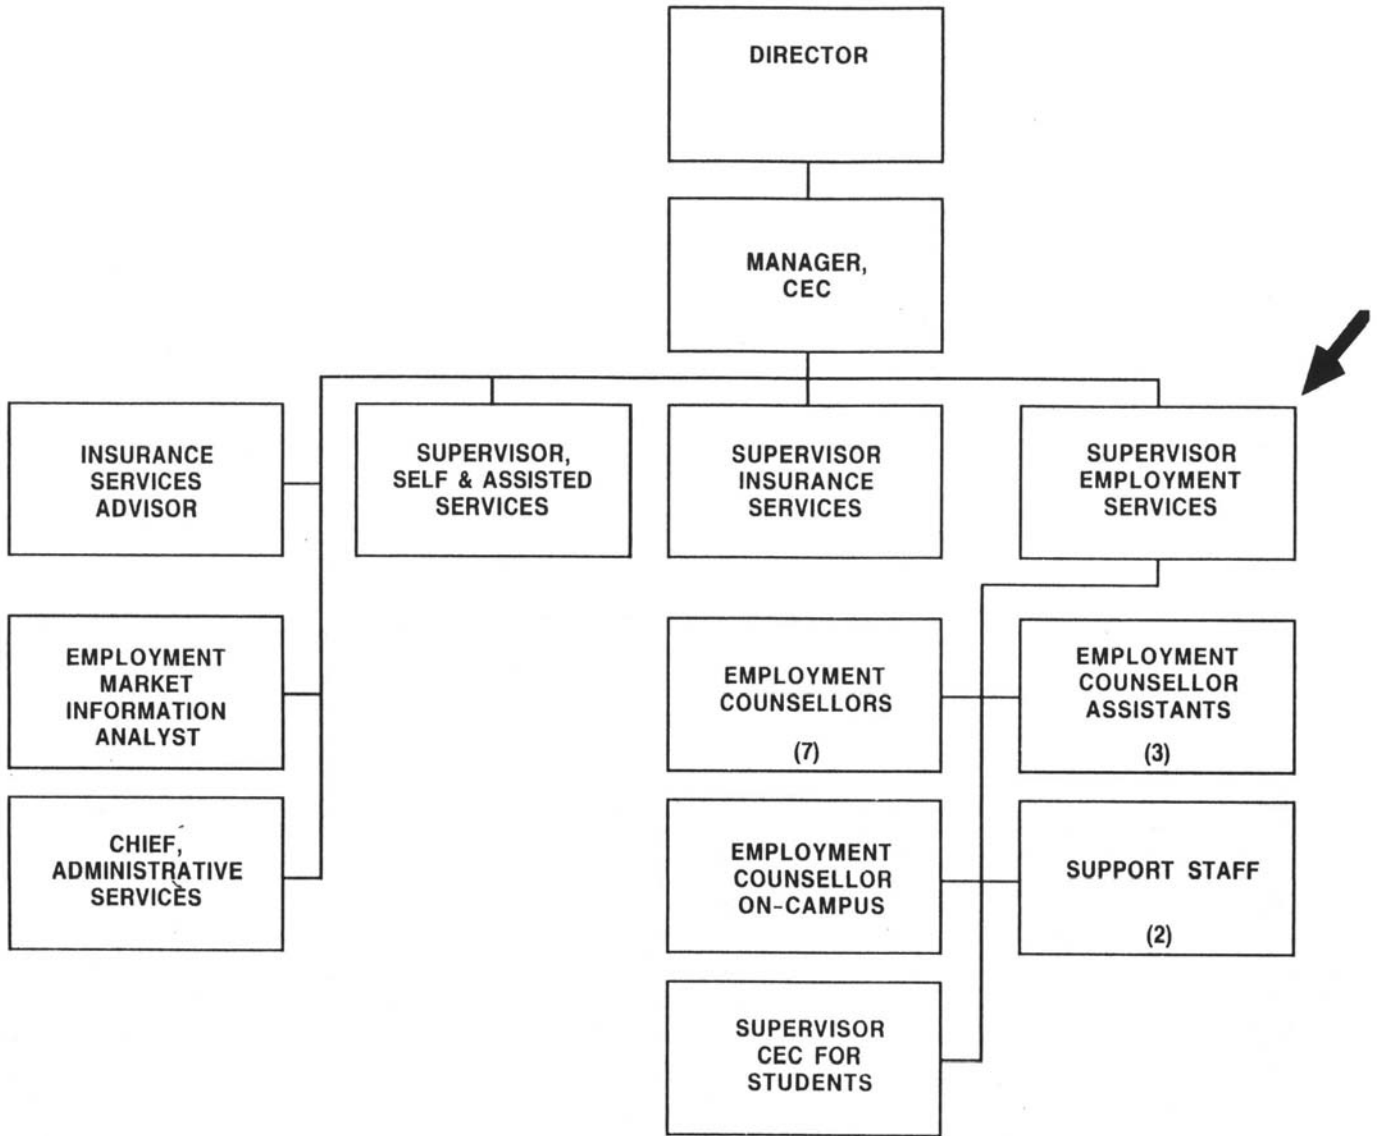 DIRECTOR
MANAGER,
CEC
INSURANCE
SERVICES
ADVISOR
SUPERVISOR,
SELF & ASSISTED
SERVICES
SUPERVISOR
INSURANCE
SERVICES
SUPERVISOR
EMPLOYMENT
SERVICES
EMPLOYMENT
MARKET
INFORMATION
ANALYST
EMPLOYMENT
COUNSELLORS
(7)
EMPLOYMENT
COUNSELLOR
ASSISTANTS
(3)
CHIEF,
ADMINISTRATIVE
SERVICES
EMPLOYMENT
COUNSELLOR
ON-CAMPUS
SUPPORT STAFF
(2)
SUPERVISOR
CEC FOR
STUDENTS